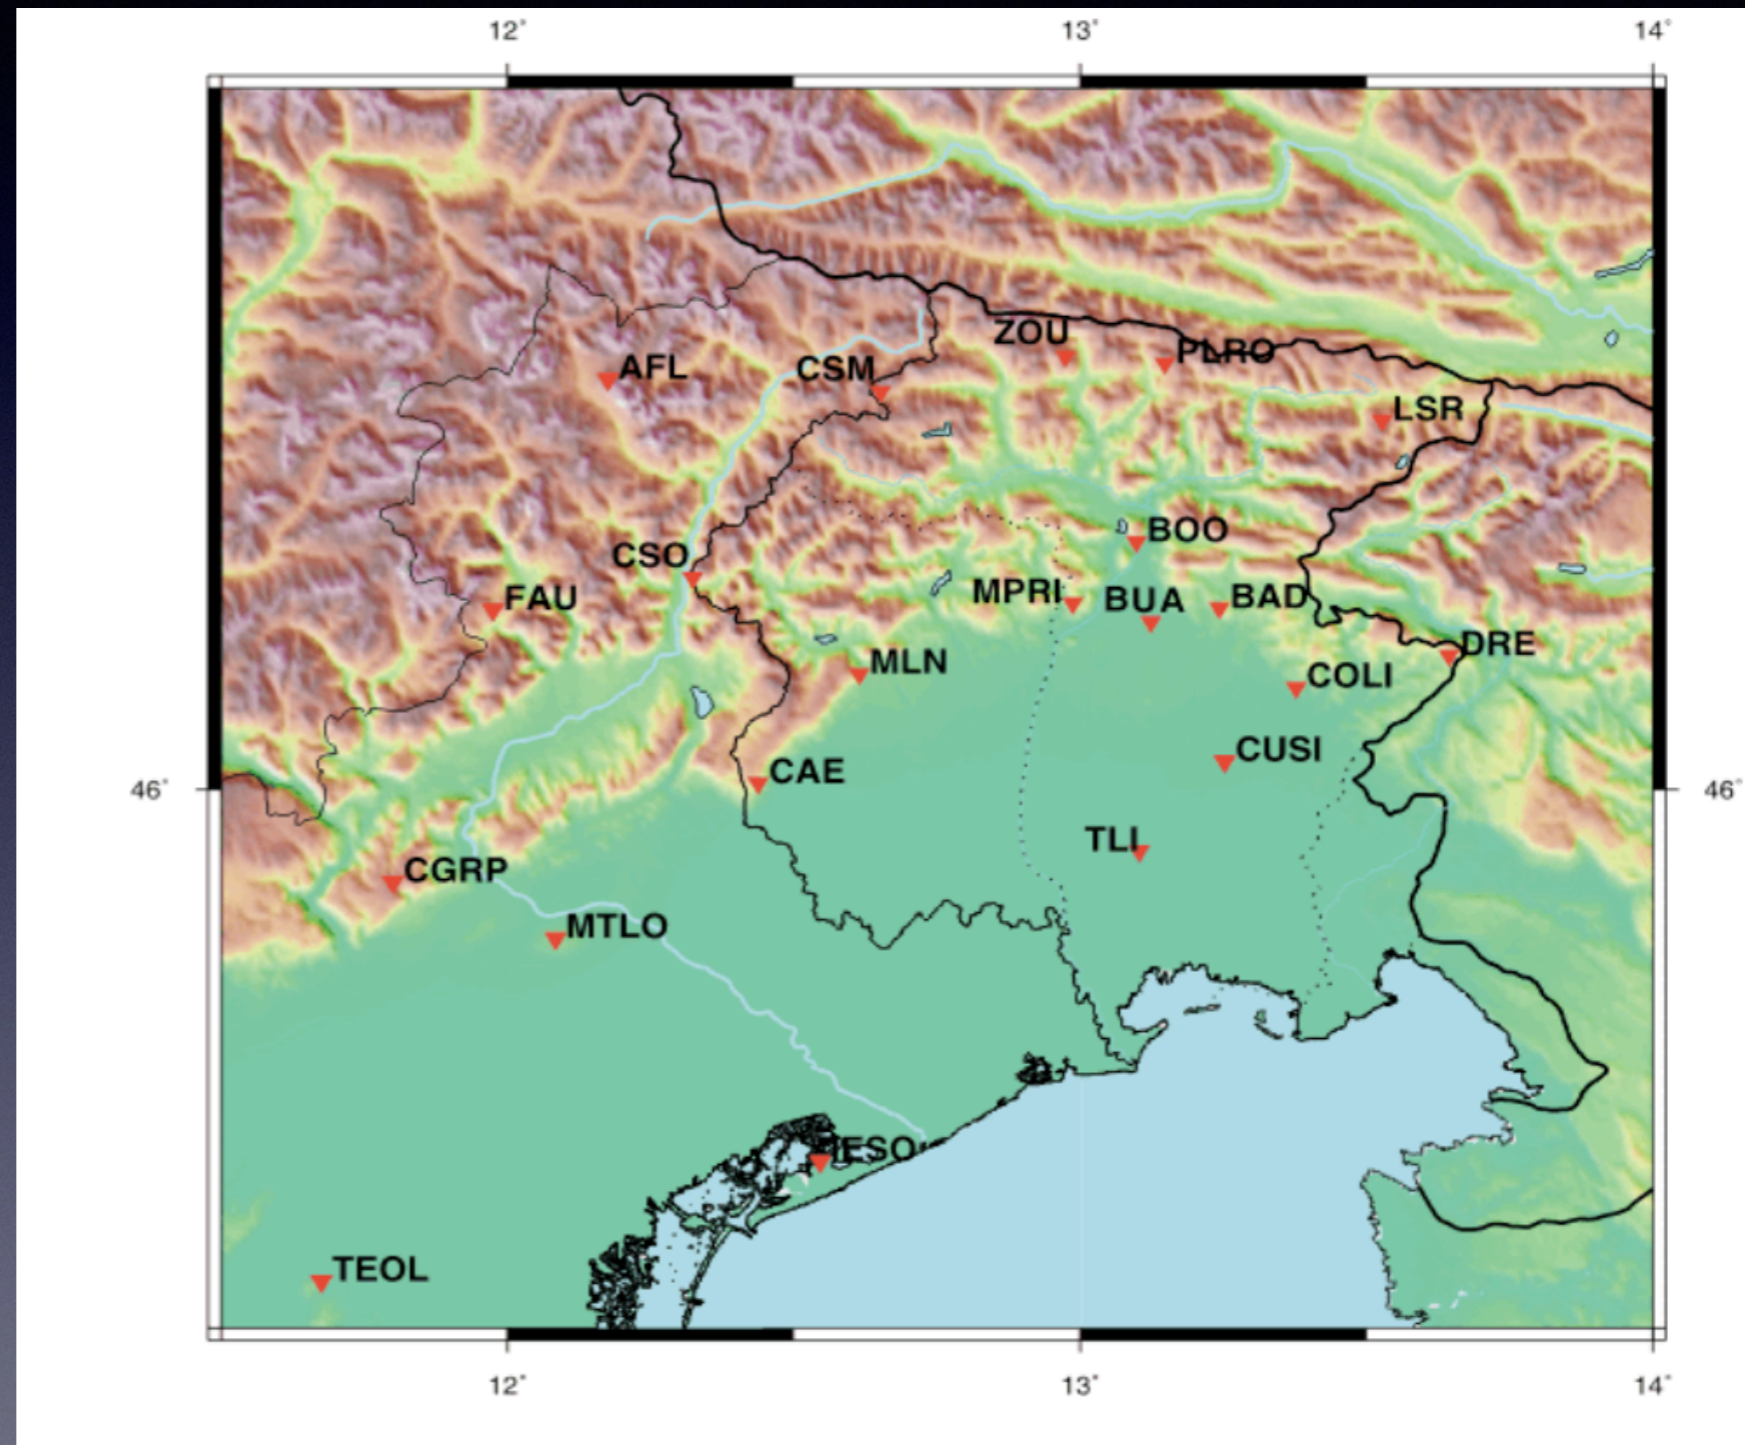 12° 13° 14°
ZOU
PLRO
AFL
CSM
LSR
BOO
CSO
MPRI
BUA
BAD
FAU
DRE
MLN
COLI
CUSI
CAE
46° 46°
TLI
CGRP
MTLO
TEOL
12° 13° 14°